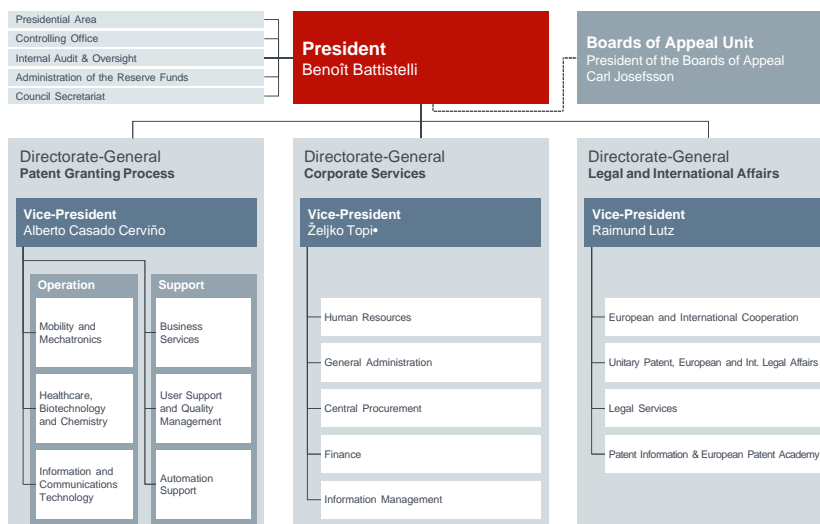 Presidential Area
Controlling Office
Internal Audit & Oversight
Administration of the Reserve Funds
Council Secretariat
President
Benoît Battistelli
Boards of Appeal Unit
President of the Boards of Appeal
Carl Josefsson
Directorate-General
Patent Granting Process
Vice-President
Alberto Casado Cerviño
Operation
Mobility and
Mechatronics
Healthcare,
Biotechnology
and Chemistry
Information and
Communications
Technology
Support
Business
Services
User Support
and Quality
Management
Automation
Support
Directorate-General
Corporate Services
Vice-President
Željko Topi•
Human Resources
General Administration
Central Procurement
Finance
Information Management
Directorate-General
Legal and International Affairs
Vice-President
Raimund Lutz
European and International Cooperation
Unitary Patent, European and Int. Legal Affairs
Legal Services
Patent Information & European Patent Academy